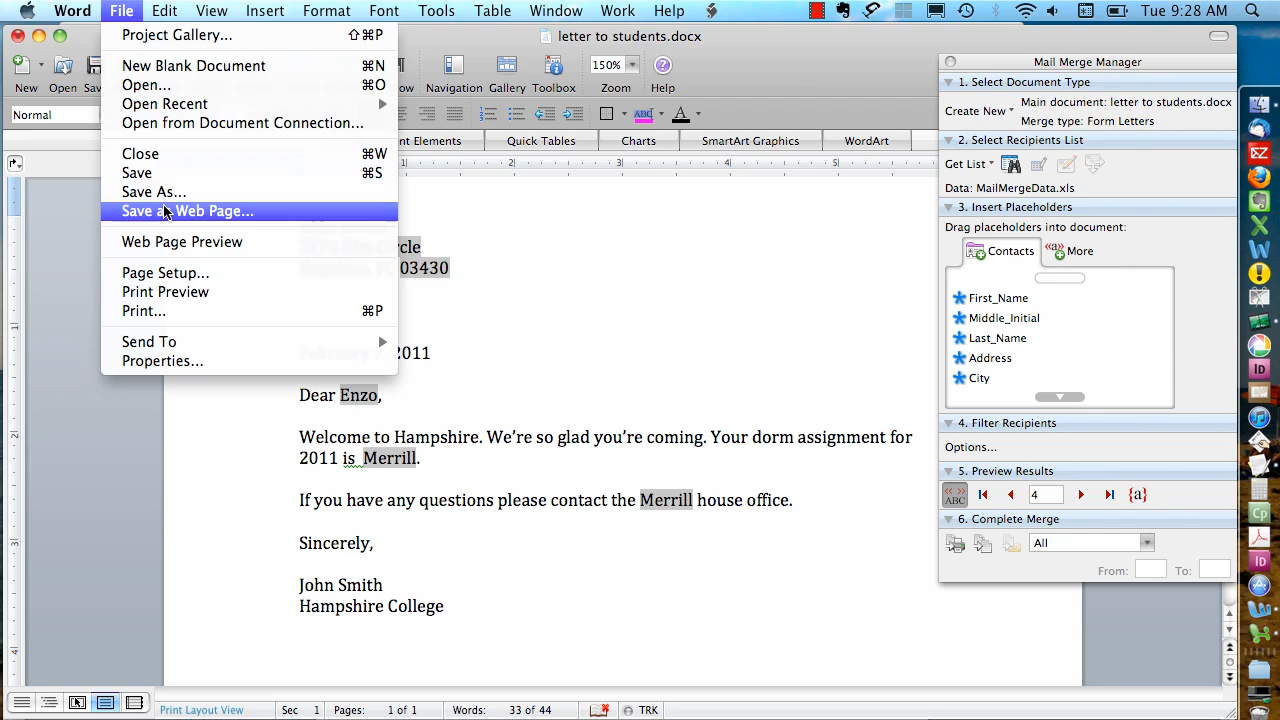 Word File Edit View Insert Format Font Tools Table Window Work Help Tue 9:28 AM
letter to students.docx
Project Gallery... ⇧⌘P
New Blank Document ⌘N
Open... ⌘O
Open Recent
Open from Document Connection...
Close ⌘W
Save ⌘S
Save As...
Save as Web Page...
Web Page Preview
Page Setup...
Print Preview
Print... ⌘P
Send To
Properties...
New Open
150%
Navigation Gallery Toolbox Zoom Help
Normal
Quick Tables Charts SmartArt Graphics WordArt
03430
2011
Dear Enzo,
Welcome to Hampshire. We're so glad you're coming. Your dorm assignment for
2011 is Merrill.
If you have any questions please contact the Merrill house office.
Sincerely,
John Smith
Hampshire College
Mail Merge Manager
1. Select Document Type
Create New
Main document: letter to students.docx
Merge type: Form Letters
2. Select Recipients List
Get List
Data: MailMergeData.xls
3. Insert Placeholders
Drag placeholders into document:
Contacts More
First_Name
Middle_Initial
Last_Name
Address
City
4. Filter Recipients
Options...
5. Preview Results
« » ABC 4 {a}
6. Complete Merge
All
From: To:
Print Layout View Sec 1 Pages: 1 of 1 Words: 33 of 44 TRK